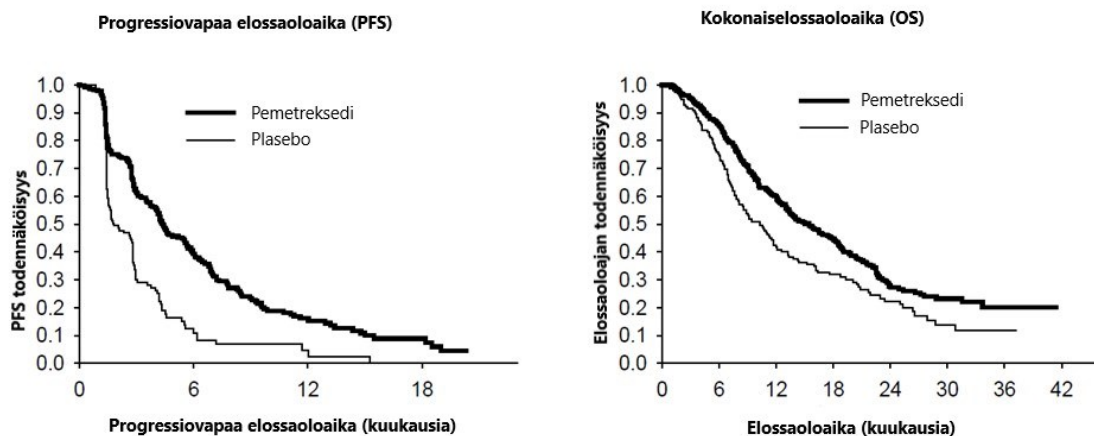 Progressiovapaa elossaoloaika (PFS)
PFS todennäköisyys
1.0
0.9
0.8
0.7
0.6
0.5
0.4
0.3
0.2
0.1
0.0
Pemetreksedi
Plasebo
0 6 12 18
Progressiovapaa elossaoloaika (kuukausia)
Kokonaiselossaoloaika (OS)
Elossaoloajan todennäköisyys
1.0
0.9
0.8
0.7
0.6
0.5
0.4
0.3
0.2
0.1
0.0
Pemetreksedi
Plasebo
0 6 12 18 24 30 36 42
Elossaoloaika (kuukausia)